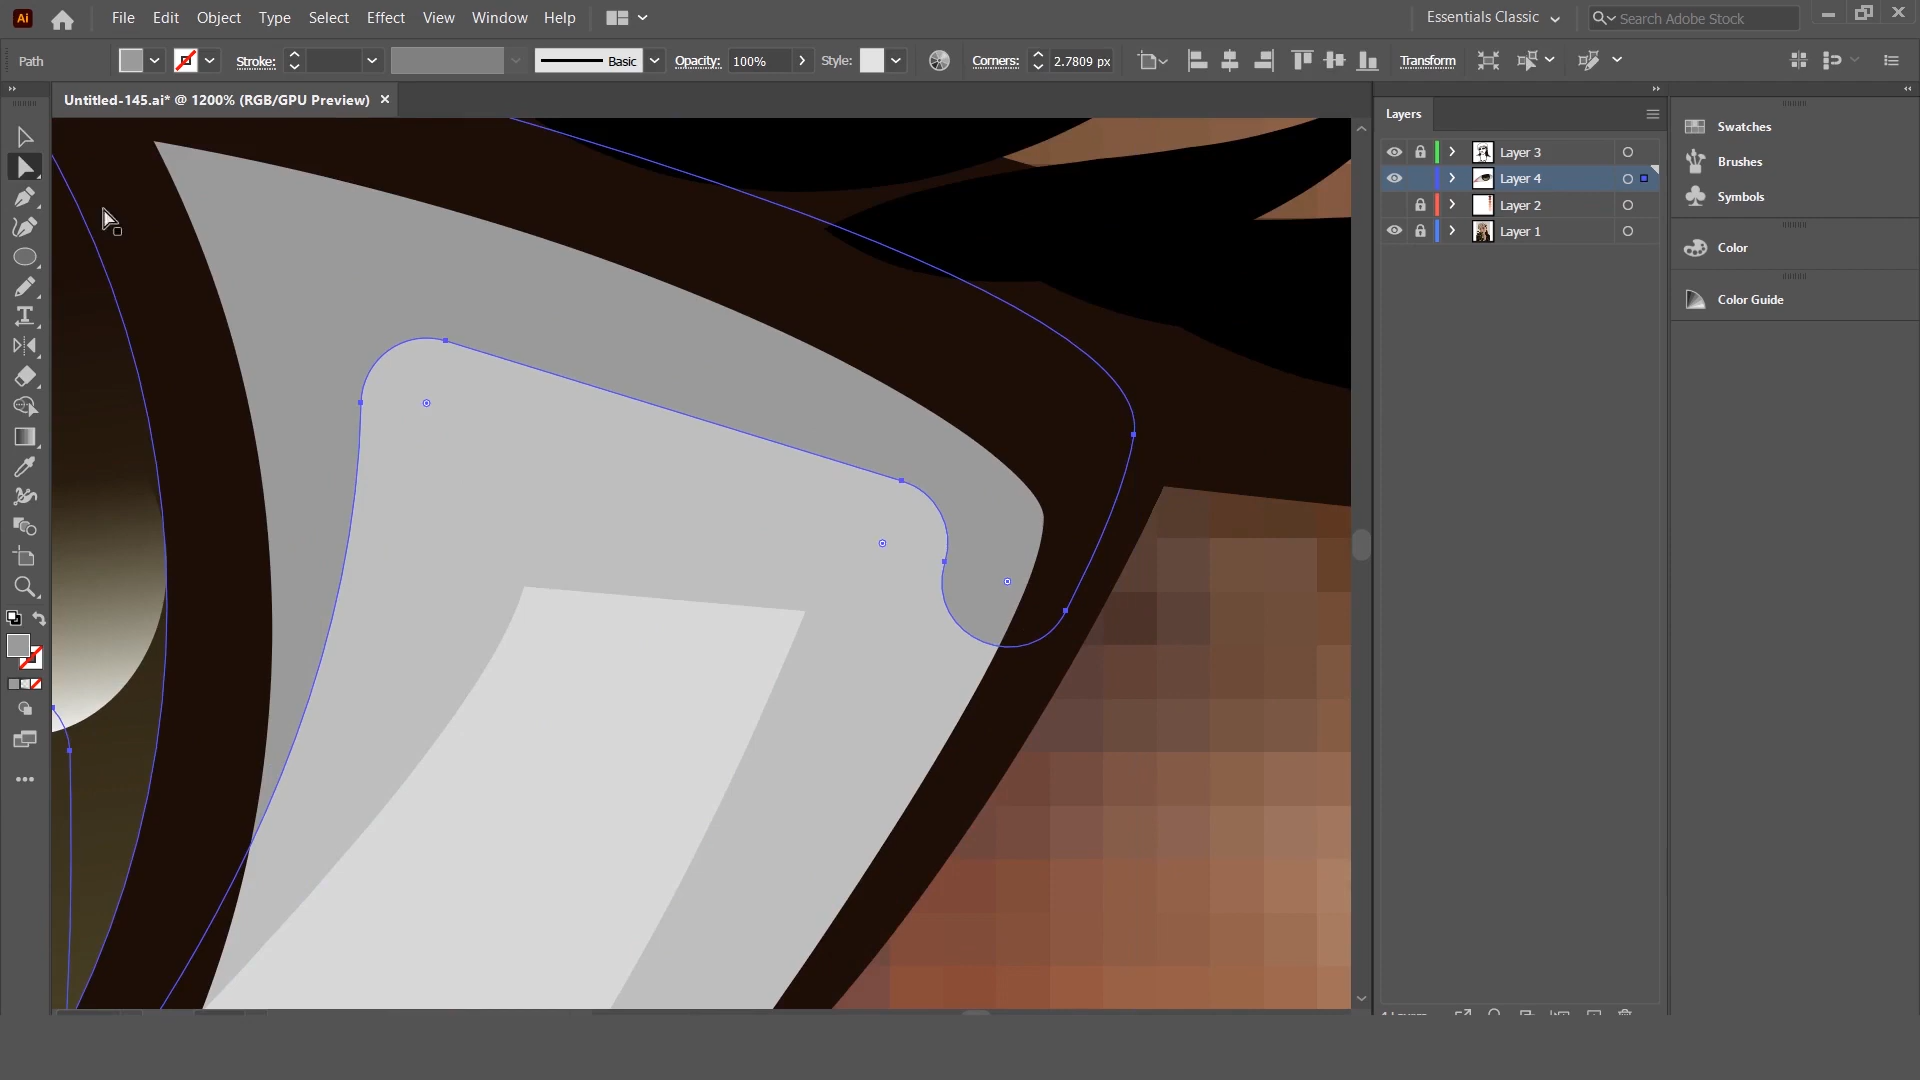 Ai File Edit Object Type Select Effect View Window Help Essentials Classic Search Adobe Stock
Path Stroke: Basic Opacity: 100% Style: Corners: 2.7809 px Transform
Untitled-145.ai* @ 1200% (RGB/GPU Preview) ×
Layers
Layer 3
Layer 4
Layer 2
Layer 1
Swatches
Brushes
Symbols
Color
Color Guide